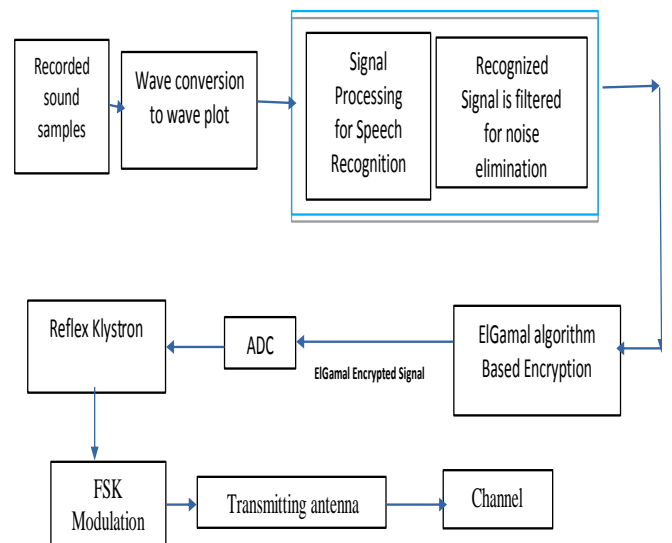 Recorded
sound
samples
Wave conversion
to wave plot
Signal
Processing
for Speech
Recognition
Recognized
Signal is filtered
for noise
elimination
ElGamal algorithm
Based Encryption
ElGamal Encrypted Signal
ADC
Reflex Klystron
FSK
Modulation
Transmitting antenna
Channel